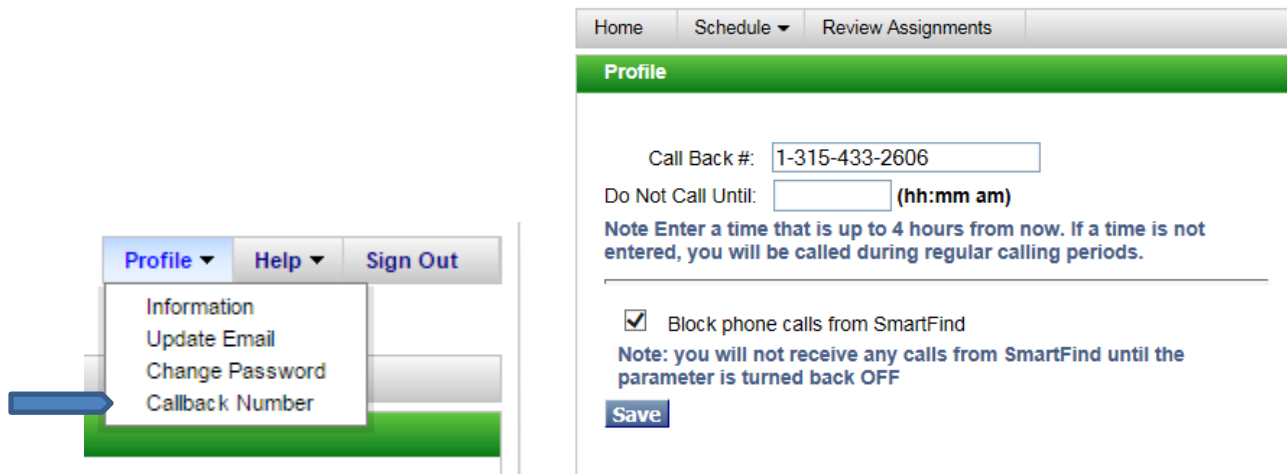 Profile Help Sign Out
Information
Update Email
Change Password
Callback Number
Home Schedule Review Assignments
Profile
Call Back #: 1-315-433-2606
Do Not Call Until: (hh:mm am)
Note Enter a time that is up to 4 hours from now. If a time is not
entered, you will be called during regular calling periods.
Block phone calls from SmartFind
Note: you will not receive any calls from SmartFind until the
parameter is turned back OFF
Save